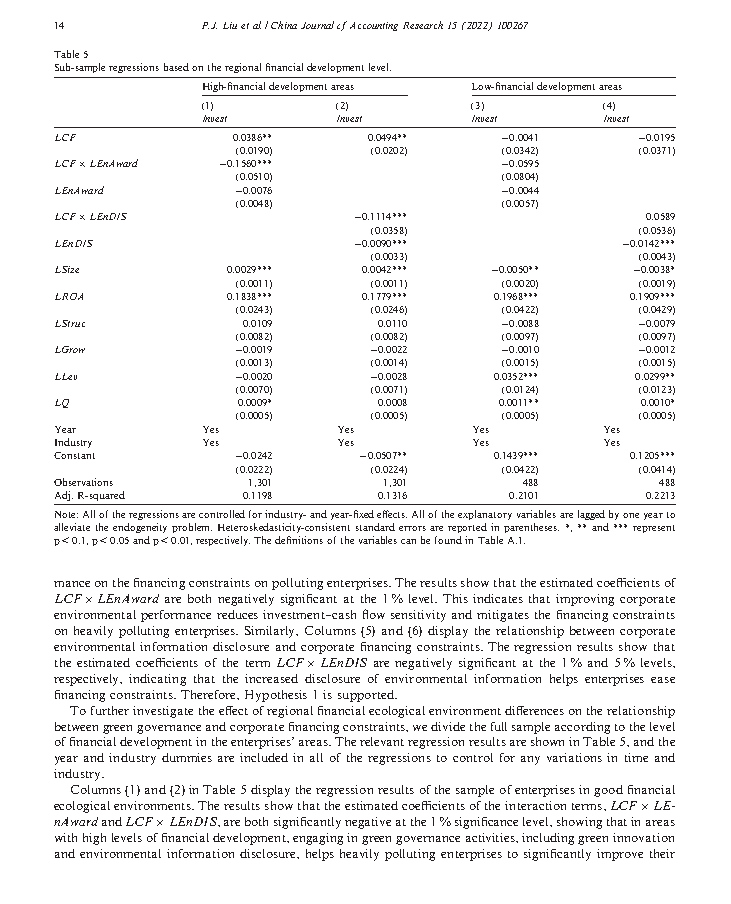 14
P.J. Liu et al. / China Journal of Accounting Research 15 (2022) 100267
Table 5
Sub-sample regressions based on the regional financial development level.
High-financial development areas Low-financial development areas
(1) (2) (3) (4)
Invest Invest Invest Invest
LCF 0.0386** 0.0494** −0.0041 −0.0195
(0.0190) (0.0202) (0.0342) (0.0371)
LCF × LEnAward −0.1560*** −0.0595
(0.0510) (0.0804)
LEnAward −0.0076 −0.0044
(0.0048) (0.0057)
LCF × LEnDIS −0.1114*** 0.0589
(0.0358) (0.0536)
LEnDIS −0.0090*** −0.0142***
(0.0033) (0.0043)
LSize 0.0029*** 0.0042*** −0.0050** −0.0038*
(0.0011) (0.0011) (0.0020) (0.0019)
LROA 0.1838*** 0.1779*** 0.1968*** 0.1909***
(0.0243) (0.0246) (0.0422) (0.0429)
LStruc 0.0109 0.0110 −0.0088 −0.0079
(0.0082) (0.0082) (0.0097) (0.0097)
LGrow −0.0019 −0.0022 −0.0010 −0.0012
(0.0013) (0.0014) (0.0015) (0.0015)
LLev −0.0020 −0.0028 0.0352*** 0.0299**
(0.0070) (0.0071) (0.0124) (0.0123)
LQ 0.0009* 0.0008 0.0011** 0.0010*
(0.0005) (0.0005) (0.0005) (0.0005)
Year Yes Yes Yes Yes
Industry Yes Yes Yes Yes
Constant −0.0242 −0.0507** 0.1439*** 0.1205***
(0.0222) (0.0224) (0.0422) (0.0414)
Observations 1,301 1,301 488 488
Adj. R-squared 0.1198 0.1316 0.2101 0.2213
Note: All of the regressions are controlled for industry- and year-fixed effects. All of the explanatory variables are lagged by one year to
alleviate the endogeneity problem. Heteroskedasticity-consistent standard errors are reported in parentheses. *, ** and *** represent
p < 0.1, p < 0.05 and p < 0.01, respectively. The definitions of the variables can be found in Table A.1.
mance on the financing constraints on polluting enterprises. The results show that the estimated coefficients of
LCF × LEnAward are both negatively significant at the 1 % level. This indicates that improving corporate
environmental performance reduces investment–cash flow sensitivity and mitigates the financing constraints
on heavily polluting enterprises. Similarly, Columns (5) and (6) display the relationship between corporate
environmental information disclosure and corporate financing constraints. The regression results show that
the estimated coefficients of the term LCF × LEnDIS are negatively significant at the 1 % and 5 % levels,
respectively, indicating that the increased disclosure of environmental information helps enterprises ease
financing constraints. Therefore, Hypothesis 1 is supported.
To further investigate the effect of regional financial ecological environment differences on the relationship
between green governance and corporate financing constraints, we divide the full sample according to the level
of financial development in the enterprises' areas. The relevant regression results are shown in Table 5, and the
year and industry dummies are included in all of the regressions to control for any variations in time and
industry.
Columns (1) and (2) in Table 5 display the regression results of the sample of enterprises in good financial
ecological environments. The results show that the estimated coefficients of the interaction terms, LCF × LE-
nAward and LCF × LEnDIS, are both significantly negative at the 1 % significance level, showing that in areas
with high levels of financial development, engaging in green governance activities, including green innovation
and environmental information disclosure, helps heavily polluting enterprises to significantly improve their